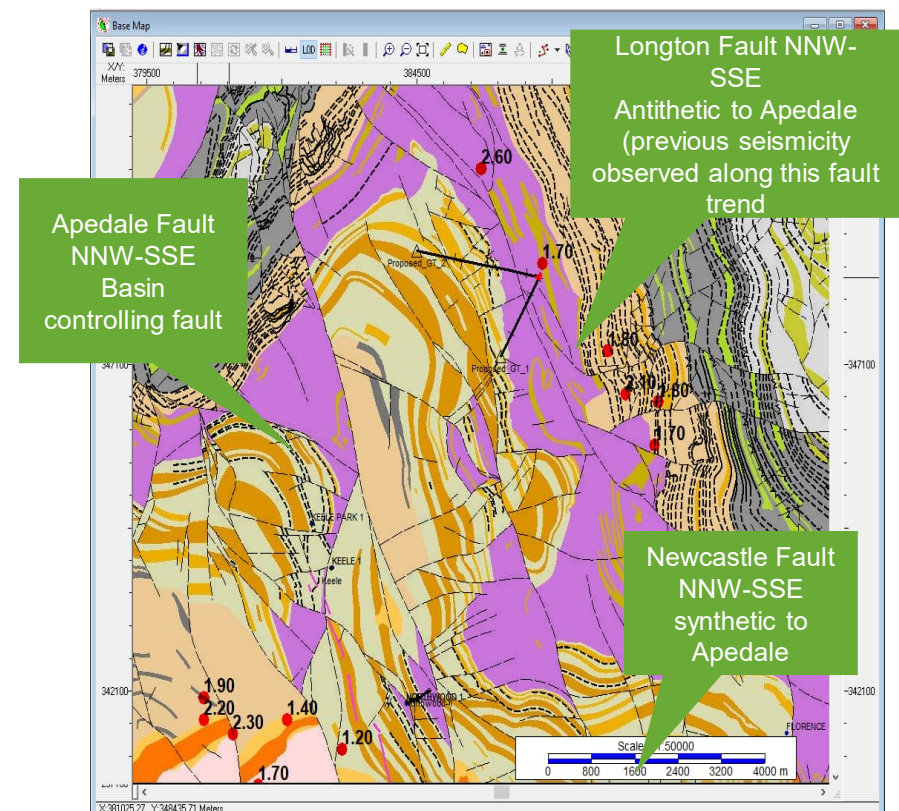 Base Map
LOD
X/Y:
Meters
379500
384500
Longton Fault NNW-
SSE
Antithetic to Apedale
(previous seismicity
observed along this fault
trend
2.60
Apedale Fault
NNW-SSE
Basin
controlling fault
1.70
Proposed_GT_2
347100
Proposed_GT_1
1.80
-347100
2.10
1.80
1.70
KEELE PARK 1
KEELE 1
Keele
Newcastle Fault
NNW-SSE
synthetic to
Apedale
1.90
342100
-342100
2.20
1.40
2.30
1.20
FLORENCE
1.70
0 800 1600 2400 3200 4000 m
X:381025.27 Y:348435.71 Meters